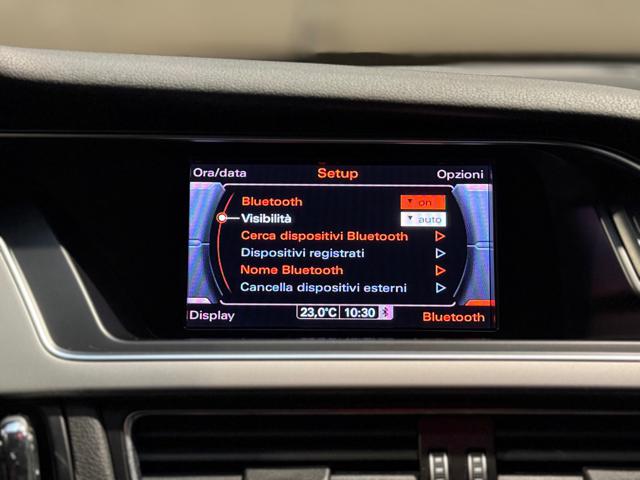 Ora/data Setup Opzioni
Bluetooth on
Visibilità auto
Cerca dispositivi Bluetooth
Dispositivi registrati
Nome Bluetooth
Cancella dispositivi esterni
Display 23,0°C 10:30 Bluetooth